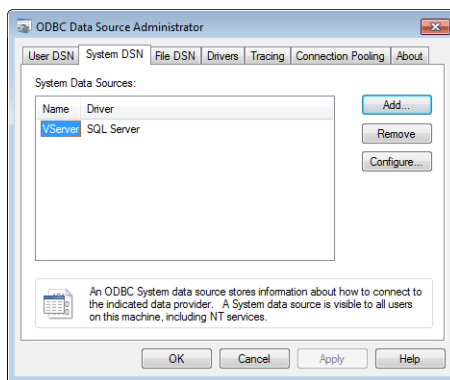 ODBC Data Source Administrator
User DSN System DSN File DSN Drivers Tracing Connection Pooling About
System Data Sources:
Name Driver
VServer SQL Server
Add...
Remove
Configure...
An ODBC System data source stores information about how to connect to
the indicated data provider. A System data source is visible to all users
on this machine, including NT services.
OK Cancel Apply Help